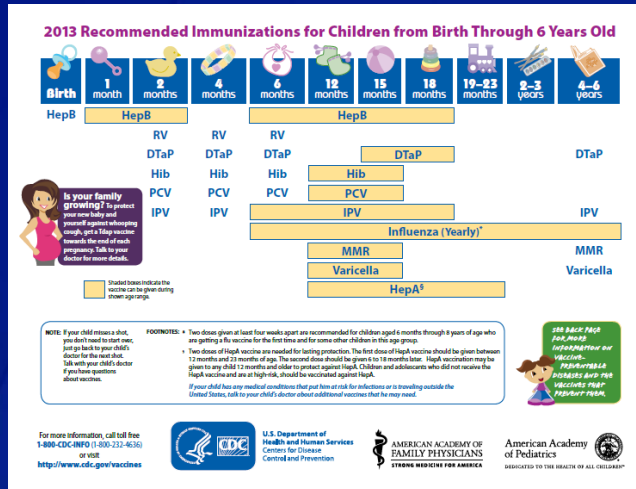 2013 Recommended Immunizations for Children from Birth Through 6 Years Old
Birth
1 month
2 months
4 months
6 months
12 months
15 months
18 months
19–23 months
2–3 years
4–6 years
HepB HepB HepB
RV RV RV
DTaP DTaP DTaP DTaP DTaP
Hib Hib Hib Hib
PCV PCV PCV PCV
IPV IPV IPV IPV
Influenza (Yearly)*
MMR MMR
Varicella Varicella
HepA§
Is your family
growing? To protect
your new baby and
yourself against whooping
cough, get a Tdap vaccine
towards the end of each
pregnancy. Talk to your
doctor for more details.
Shaded boxes indicate the
vaccine can be given during
shown age range.
NOTE: If your child misses a shot,
you don't need to start over,
just go back to your child's
doctor for the next shot.
Talk with your child's doctor
if you have questions
about vaccines.
FOOTNOTES: * Two doses given at least four weeks apart are recommended for children aged 6 months through 8 years of age who
are getting a flu vaccine for the first time and for some other children in this age group.
Two doses of HepA vaccine are needed for lasting protection. The first dose of HepA vaccine should be given between
12 months and 23 months of age. The second dose should be given 6 to 18 months later. HepA vaccination may be
given to any child 12 months and older to protect against HepA. Children and adolescents who did not receive the
HepA vaccine and are at high-risk, should be vaccinated against HepA.
If your child has any medical conditions that put him at risk for infections or is traveling outside the
United States, talk to your child's doctor about additional vaccines that he may need.
SEE BACK PAGE
FOR MORE
INFORMATION ON
VACCINE-
PREVENTABLE
DISEASES AND THE
VACCINES THAT
PREVENT THEM.
For more information, call toll free
1-800-CDC-INFO (1-800-232-4636)
or visit
http://www.cdc.gov/vaccines
CDC
U.S. Department of
Health and Human Services
Centers for Disease
Control and Prevention
AMERICAN ACADEMY OF
FAMILY PHYSICIANS
STRONG MEDICINE FOR AMERICA
American Academy
of Pediatrics
DEDICATED TO THE HEALTH OF ALL CHILDREN™